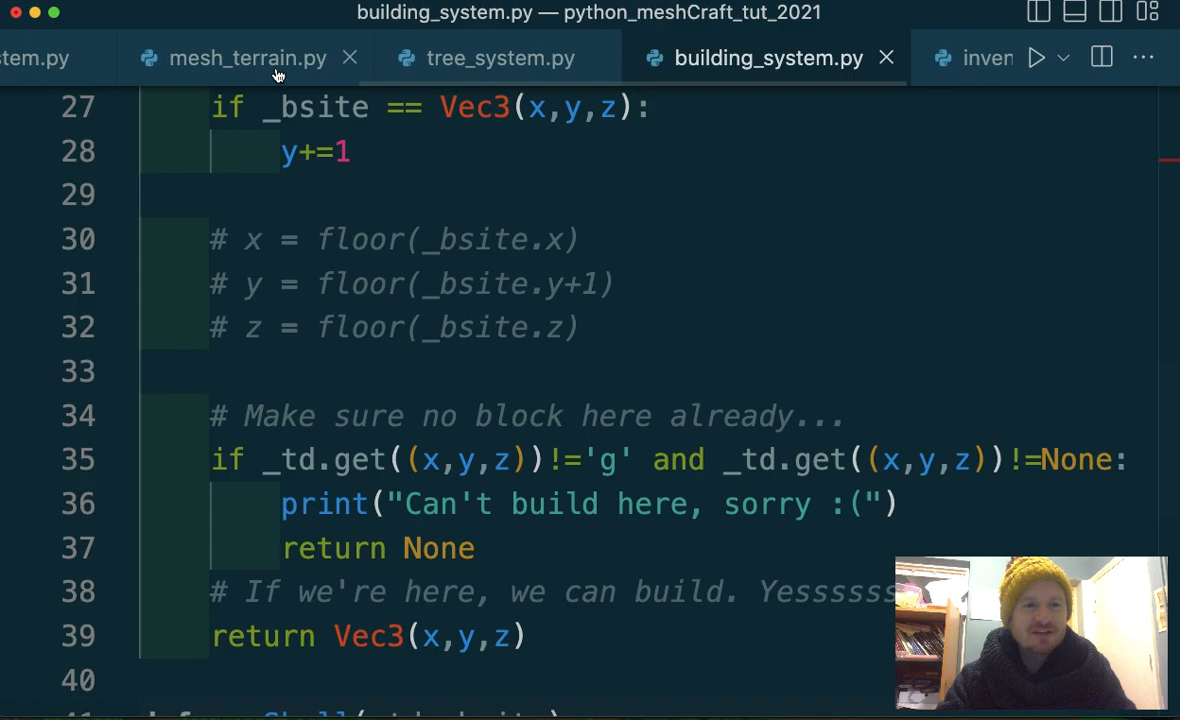 building_system.py — python_meshCraft_tut_2021
stem.py mesh_terrain.py tree_system.py building_system.py inven
27 if _bsite == Vec3(x,y,z):
28 y+=1
29
30 # x = floor(_bsite.x)
31 # y = floor(_bsite.y+1)
32 # z = floor(_bsite.z)
33
34 # Make sure no block here already...
35 if _td.get((x,y,z))!='g' and _td.get((x,y,z))!=None:
36 print("Can't build here, sorry :(")
37 return None
38 # If we're here, we can build. Yessssss
39 return Vec3(x,y,z)
40